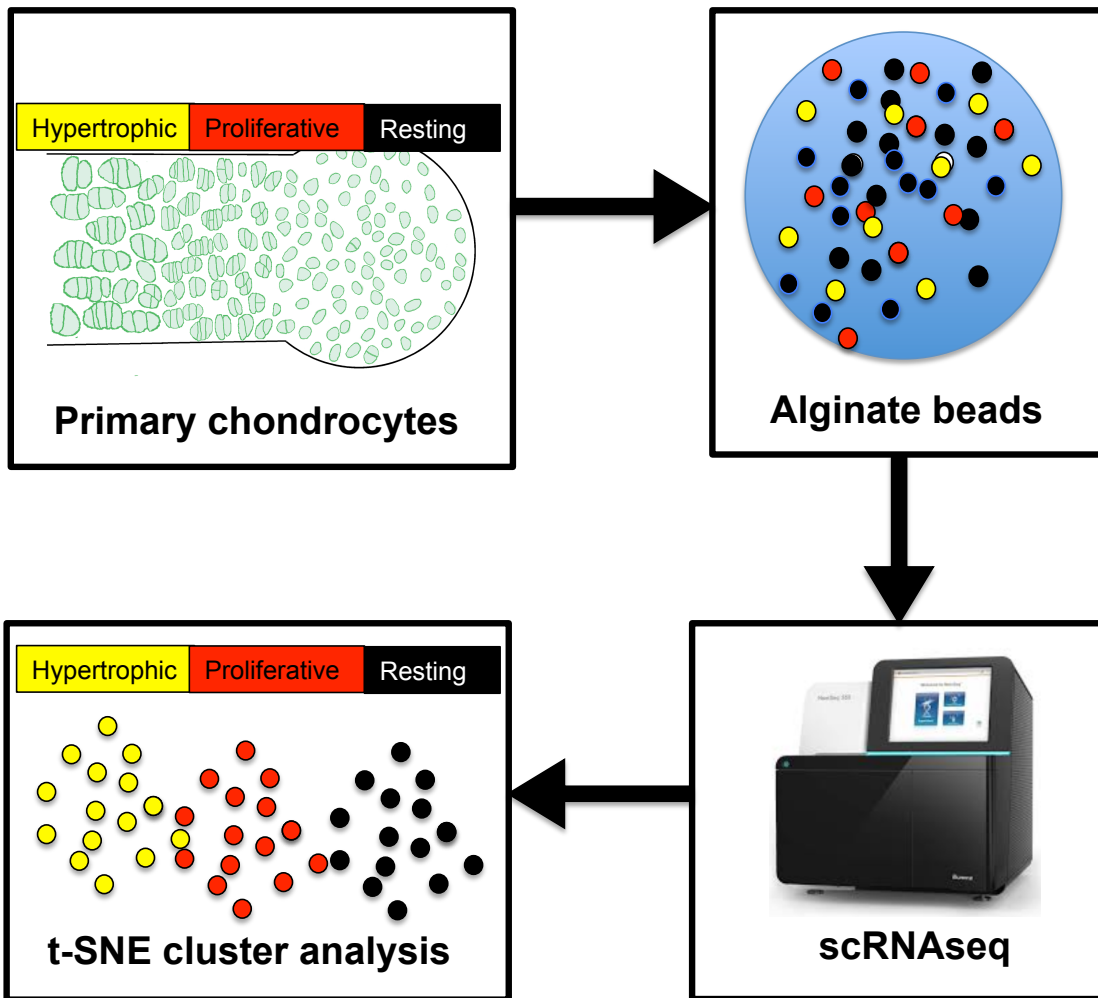 Hypertrophic Proliferative Resting
Primary chondrocytes
Alginate beads
Hypertrophic Proliferative Resting
t-SNE cluster analysis
scRNAseq